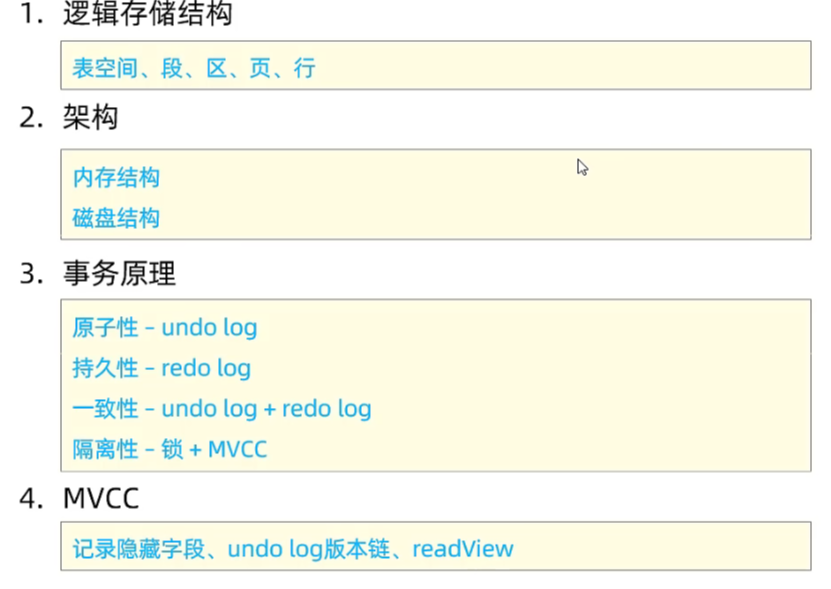 1. 逻辑存储结构
表空间、段、区、页、行
2. 架构
内存结构
磁盘结构
3. 事务原理
原子性 – undo log
持久性 – redo log
一致性 – undo log + redo log
隔离性 – 锁 + MVCC
4. MVCC
记录隐藏字段、undo log版本链、readView